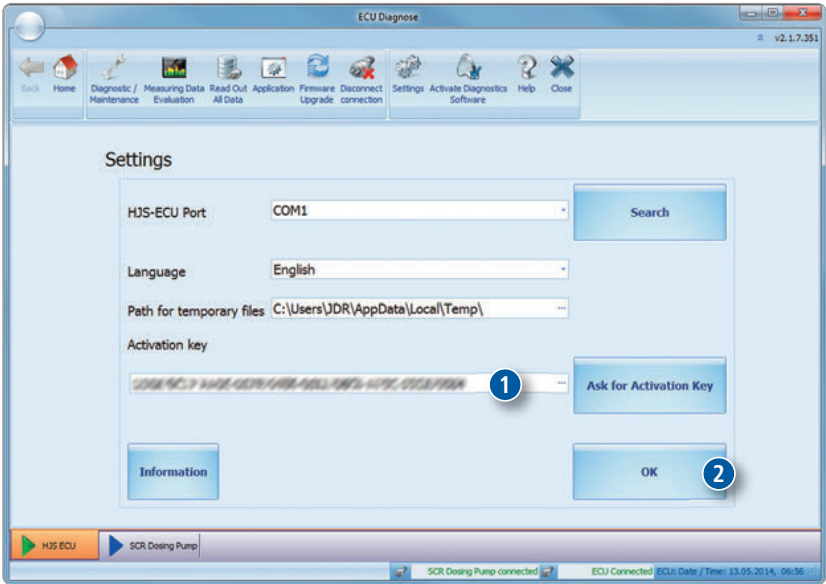 ECU Diagnose
v2.1.7.351
Back Home Diagnostic / Maintenance Measuring Data Evaluation Read Out All Data Application Firmware Upgrade Disconnect connection Settings Activate Diagnostics Software Help Close
Settings
HJS-ECU Port COM1 Search
Language English
Path for temporary files C:\Users\JDR\AppData\Local\Temp\ ...
Activation key
1 ... Ask for Activation Key
Information OK 2
HJS ECU SCR Dosing Pump
SCR Dosing Pump connected ECU Connected ECU: Date / Time: 13.05.2014, 06:56